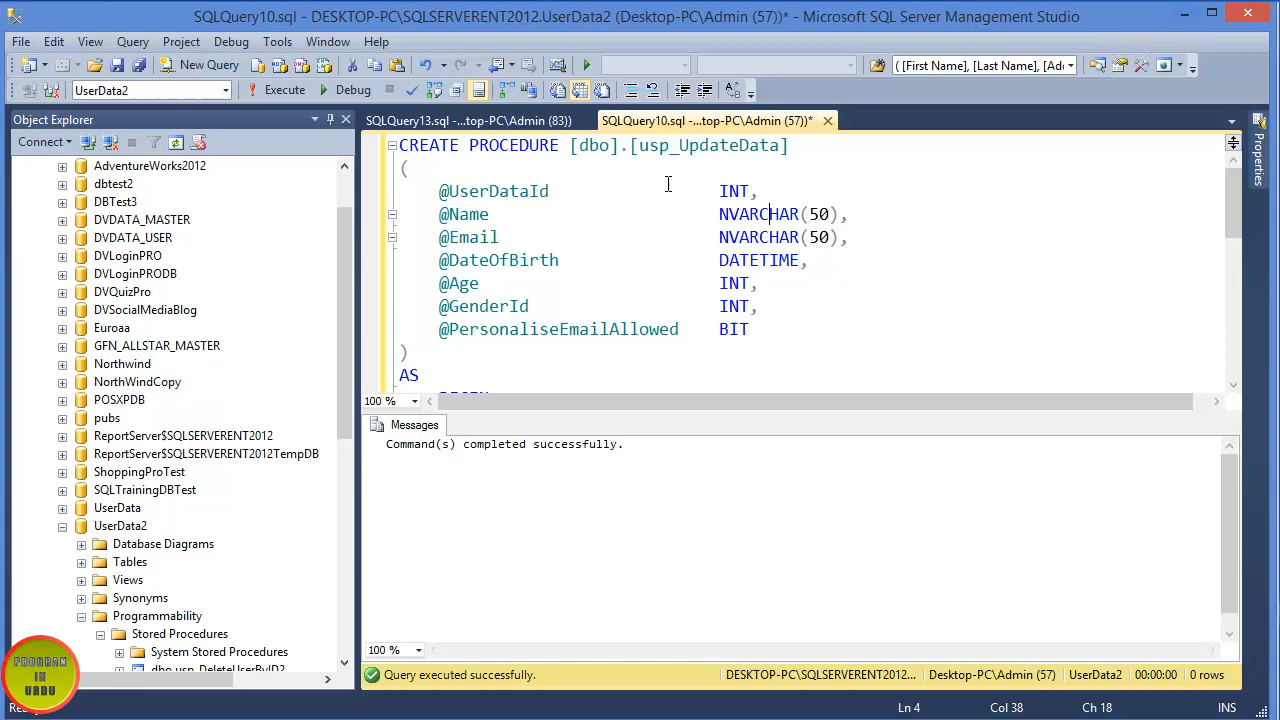 SQLQuery10.sql - DESKTOP-PC\SQLSERVERENT2012.UserData2 (Desktop-PC\Admin (57))* - Microsoft SQL Server Management Studio
File Edit View Query Project Debug Tools Window Help
New Query ( [First Name], [Last Name], [Ad
UserData2 Execute Debug
Object Explorer
SQLQuery13.sql -...top-PC\Admin (83))
SQLQuery10.sql -...top-PC\Admin (57))*
Connect
AdventureWorks2012
dbtest2
DBTest3
DVDATA_MASTER
DVDATA_USER
DVLoginPRO
DVLoginPRODB
DVQuizPro
DVSocialMediaBlog
Euroaa
GFN_ALLSTAR_MASTER
Northwind
NorthWindCopy
POSXPDB
pubs
ReportServer$SQLSERVERENT2012
ReportServer$SQLSERVERENT2012TempDB
ShoppingProTest
SQLTrainingDBTest
UserData
UserData2
Database Diagrams
Tables
Views
Synonyms
Programmability
Stored Procedures
System Stored Procedures
dbo.usp_DeleteUserByID2
CREATE PROCEDURE [dbo].[usp_UpdateData]
(
@UserDataId INT,
@Name NVARCHAR(50),
@Email NVARCHAR(50),
@DateOfBirth DATETIME,
@Age INT,
@GenderId INT,
@PersonaliseEmailAllowed BIT
)
AS
BEGIN
100 %
Messages
Command(s) completed successfully.
100 %
Query executed successfully. DESKTOP-PC\SQLSERVERENT2012... Desktop-PC\Admin (57) UserData2 00:00:00 0 rows
Ln 4 Col 38 Ch 18 INS
Properties
PROGRAM
IN
URDU